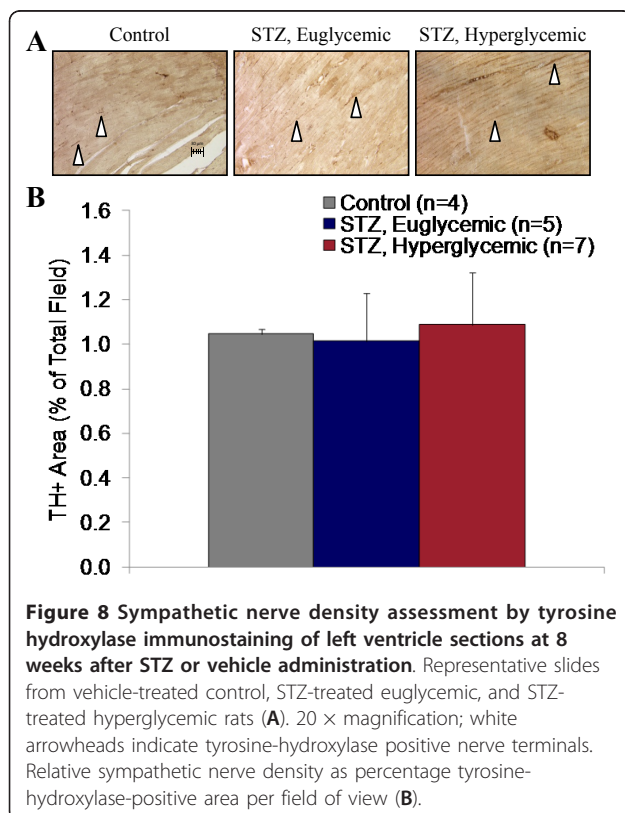 A
Control
STZ, Euglycemic
STZ, Hyperglycemic
B
Control (n=4)
STZ, Euglycemic (n=5)
STZ, Hyperglycemic (n=7)
TH+ Area (% of Total Field)
1.6
1.4
1.2
1.0
0.8
0.6
0.4
0.2
0.0
Figure 8 Sympathetic nerve density assessment by tyrosine
hydroxylase immunostaining of left ventricle sections at 8
weeks after STZ or vehicle administration. Representative slides
from vehicle-treated control, STZ-treated euglycemic, and STZ-
treated hyperglycemic rats (A). 20 × magnification; white
arrowheads indicate tyrosine-hydroxylase positive nerve terminals.
Relative sympathetic nerve density as percentage tyrosine-
hydroxylase-positive area per field of view (B).